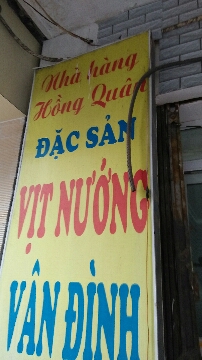 Nhà hàng
Hồng Quân
ĐẶC SẢN
VỊT NƯỚNG
VÂN ĐÌNH